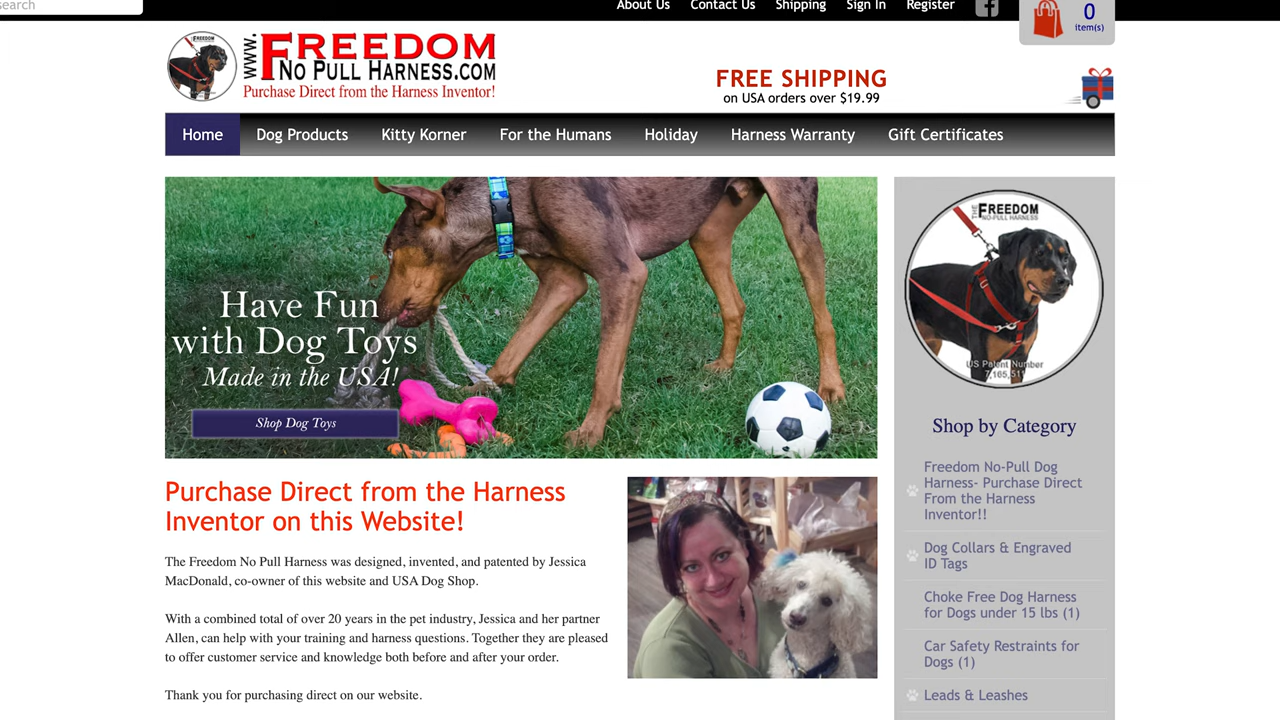 search
About Us
Contact Us
Shipping
Sign In
Register
0
item(s)
FREEDOM
www.
FREEDOM
NO PULL HARNESS.COM
Purchase Direct from the Harness Inventor!
FREE SHIPPING
on USA orders over $19.99
Home
Dog Products
Kitty Korner
For the Humans
Holiday
Harness Warranty
Gift Certificates
Have Fun
with Dog Toys
Made in the USA!
Shop Dog Toys
THE FREEDOM
NO-PULL HARNESS
US Patent Number
7,165,511
Shop by Category
Freedom No-Pull Dog
Harness- Purchase Direct
From the Harness
Inventor!!
Dog Collars & Engraved
ID Tags
Choke Free Dog Harness
for Dogs under 15 lbs (1)
Car Safety Restraints for
Dogs (1)
Leads & Leashes
Purchase Direct from the Harness
Inventor on this Website!
The Freedom No Pull Harness was designed, invented, and patented by Jessica
MacDonald, co-owner of this website and USA Dog Shop.
With a combined total of over 20 years in the pet industry, Jessica and her partner
Allen, can help with your training and harness questions. Together they are pleased
to offer customer service and knowledge both before and after your order.
Thank you for purchasing direct on our website.